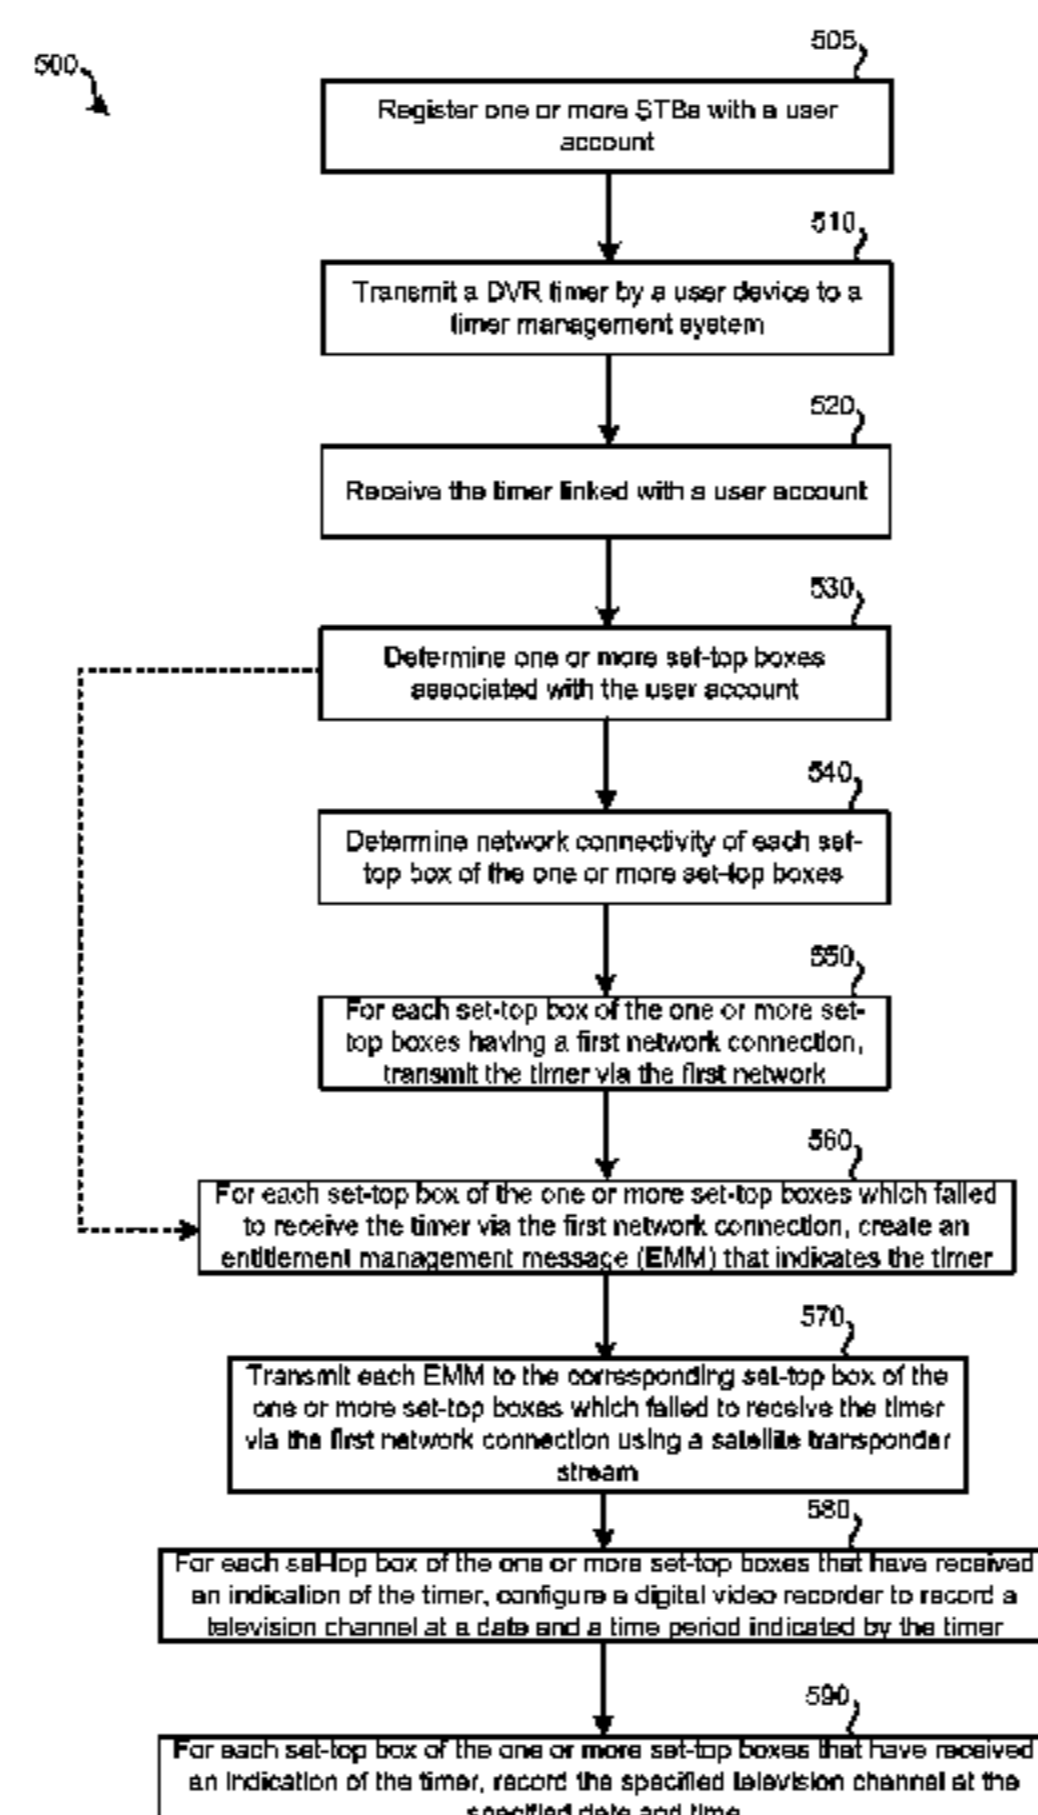 500
505
Register one or more STBs with a user
account
510
Transmit a DVR timer by a user device to a
timer management system
520
Receive the timer linked with a user account
530
Determine one or more set-top boxes
associated with the user account
540
Determine network connectivity of each set-
top box of the one or more set-top boxes
550
For each set-top box of the one or more set-
top boxes having a first network connection,
transmit the timer via the first network
560
For each set-top box of the one or more set-top boxes which failed
to receive the timer via the first network connection, create an
entitlement management message (EMM) that indicates the timer
570
Transmit each EMM to the corresponding set-top box of the
one or more set-top boxes which failed to receive the timer
via the first network connection using a satellite transponder
stream
580
For each set-top box of the one or more set-top boxes that have received
an indication of the timer, configure a digital video recorder to record a
television channel at a date and a time period indicated by the timer
590
For each set-top box of the one or more set-top boxes that have received
an indication of the timer, record the specified television channel at the
specified date and time